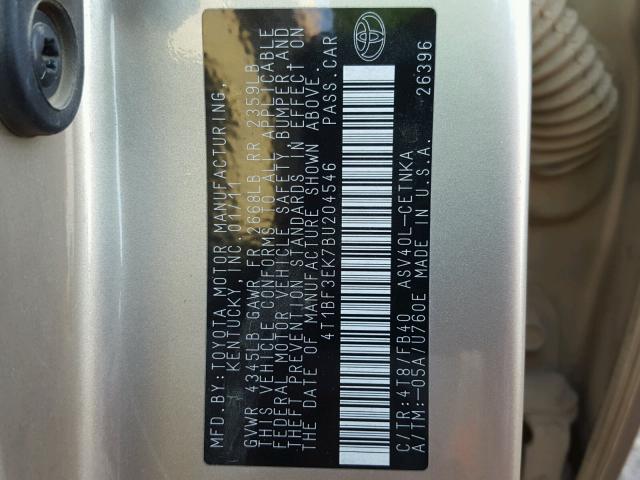 MFD. BY: TOYOTA MOTOR MANUFACTURING,
KENTUCKY, INC. 01/11
GVWR 4345LB GAWR FR 2668LB RR 2359LB
THIS VEHICLE CONFORMS TO ALL APPLICABLE
FEDERAL MOTOR VEHICLE SAFETY, BUMPER AND
THEFT PREVENTION STANDARDS IN EFFECT ON
THE DATE OF MANUFACTURE SHOWN ABOVE.
4T1BF3EK7BU204546 PASS. CAR
C/TR:4T8/FB40 ASV40L-CETNKA
A/TM:-05A/U760E MADE IN U.S.A.
26396